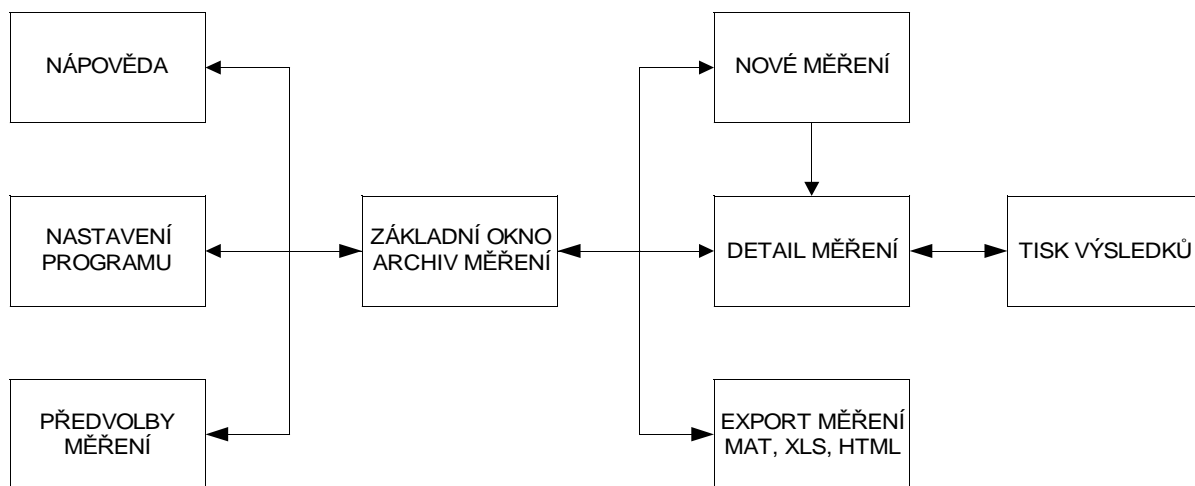 NÁPOVĚDA
NOVÉ MĚŘENÍ
NASTAVENÍ
PROGRAMU
ZÁKLADNÍ OKNO
ARCHIV MĚŘENÍ
DETAIL MĚŘENÍ
TISK VÝSLEDKŮ
PŘEDVOLBY
MĚŘENÍ
EXPORT MĚŘENÍ
MAT, XLS, HTML